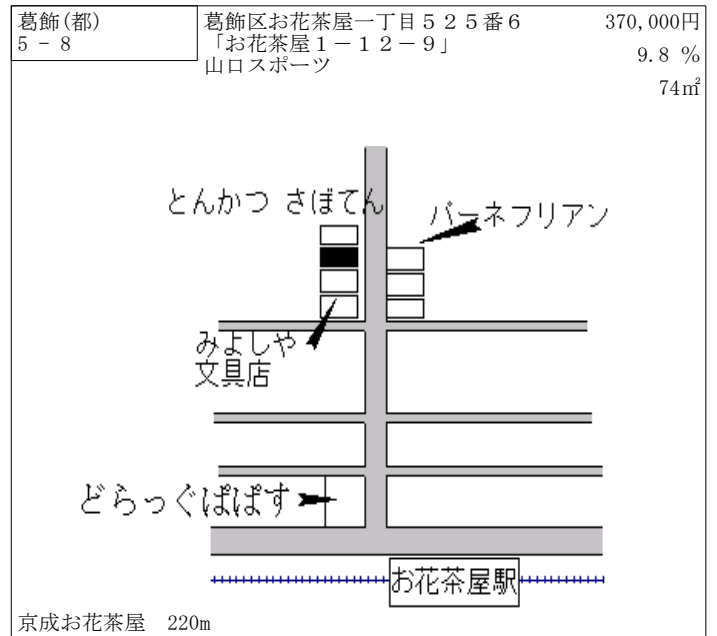 葛飾(都)
5 - 8
葛飾区お花茶屋一丁目５２５番６
「お花茶屋１－１２－９」
山口スポーツ
370,000円
9.8 %
74㎡
とんかつ さぼてん
パーネフリアン
みよしや
文具店
どらっぐぱぱす
お花茶屋駅
京成お花茶屋　220m